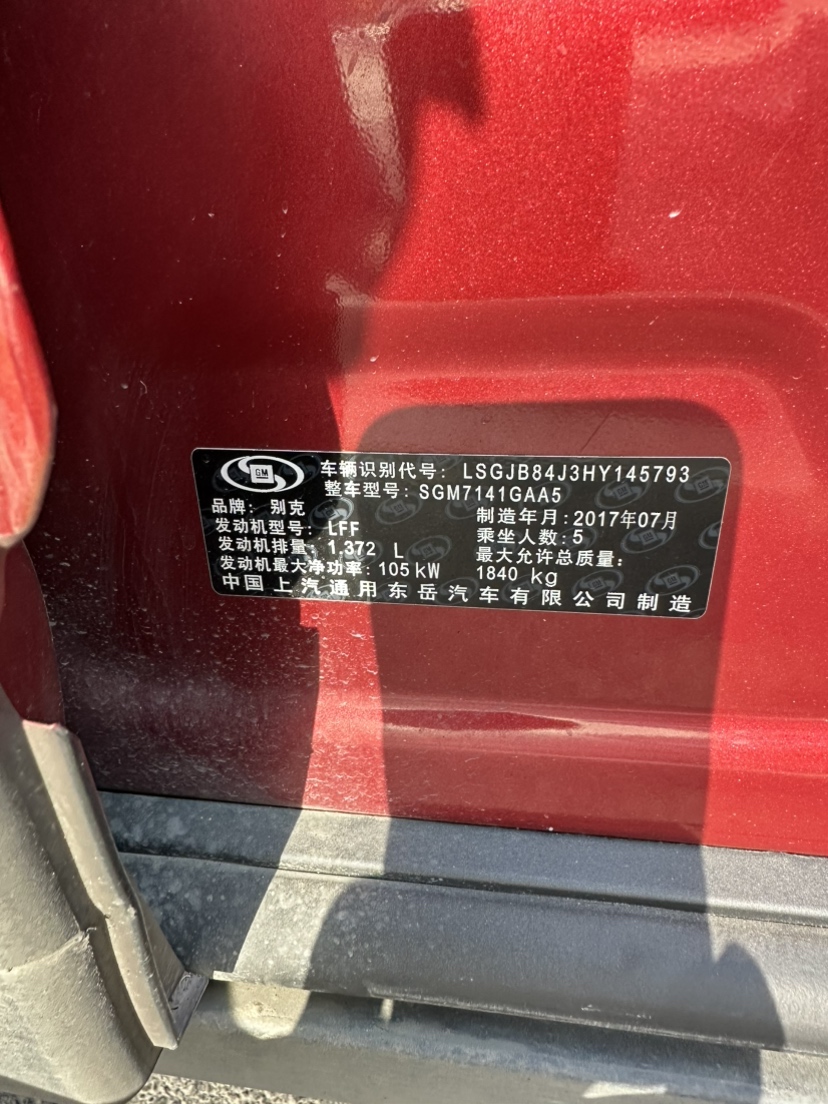 GM
车辆识别代号: LSGJB84J3HY145793
整车型号: SGM7141GAA5
品牌: 别克
制造年月: 2017年07月
发动机型号: LFF
乘坐人数: 5
发动机排量: 1.372 L
最大允许总质量:
发动机最大净功率: 105 kW
1840 kg
中国上汽通用东岳汽车有限公司制造